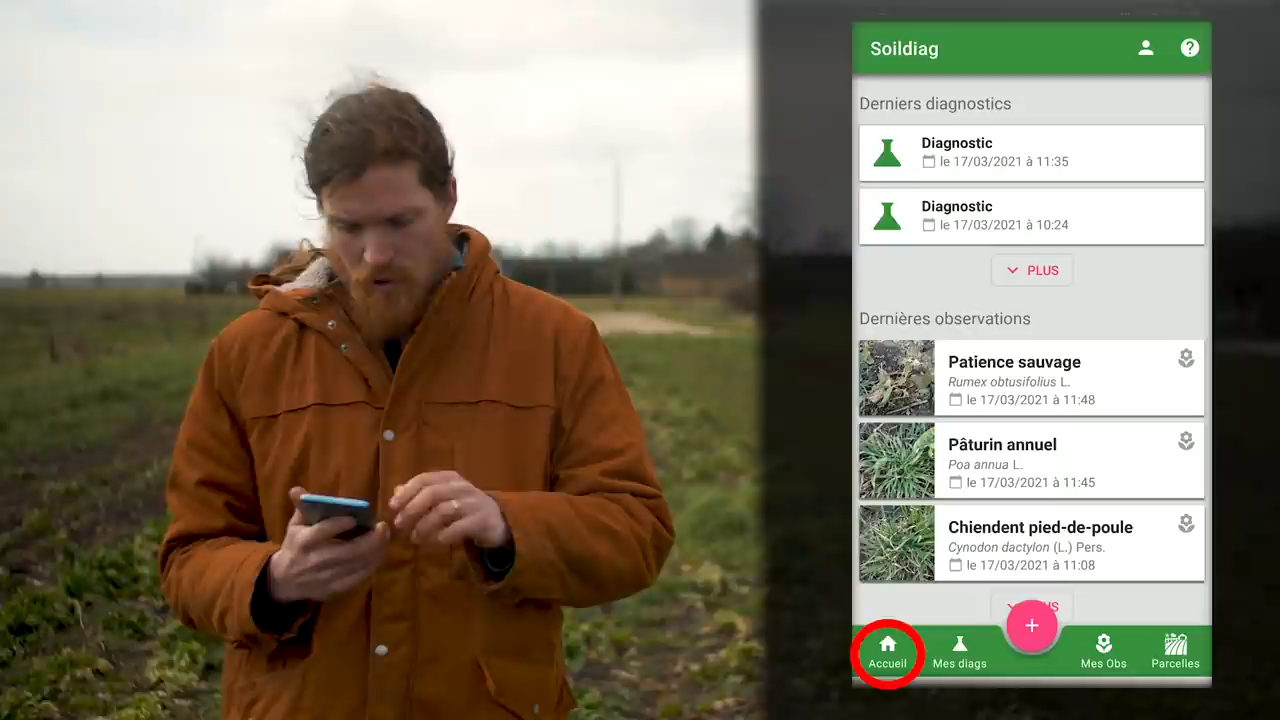 Soildiag
Derniers diagnostics
Diagnostic
le 17/03/2021 à 11:35
Diagnostic
le 17/03/2021 à 10:24
PLUS
Dernières observations
Patience sauvage
Rumex obtusifolius L.
le 17/03/2021 à 11:48
Pâturin annuel
Poa annua L.
le 17/03/2021 à 11:45
Chiendent pied-de-poule
Cynodon dactylon (L.) Pers.
le 17/03/2021 à 11:08
Accueil
Mes diags
Mes Obs
Parcelles